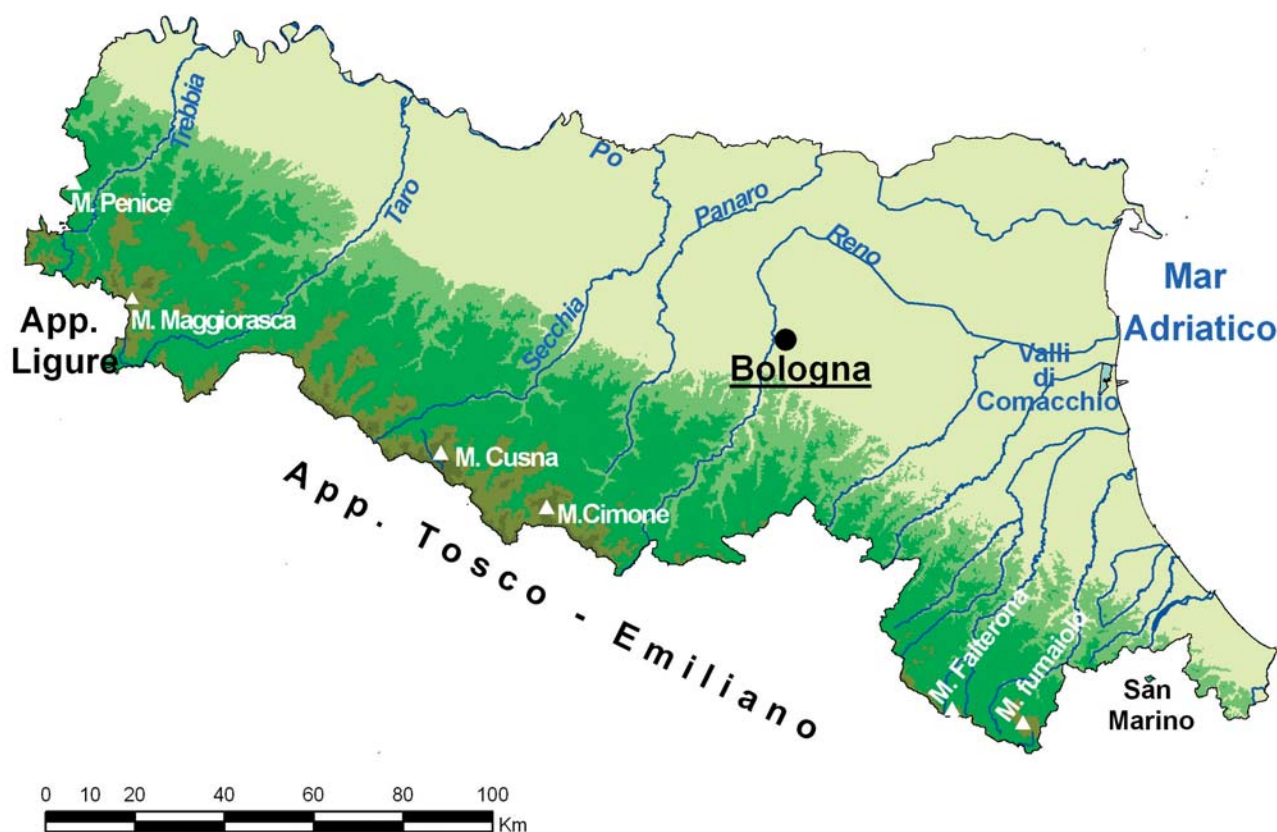 Trebbia
Taro
Po
Panaro
Reno
Secchia
M. Penice
M. Maggiorasca
App.
Ligure
Mar
Adriatico
Bologna
Valli
di
Comacchio
M. Cusna
M.Cimone
App. Tosco - Emiliano
M. Falterona
M. fumaiolo
San
Marino
0 10 20 40 60 80 100
Km